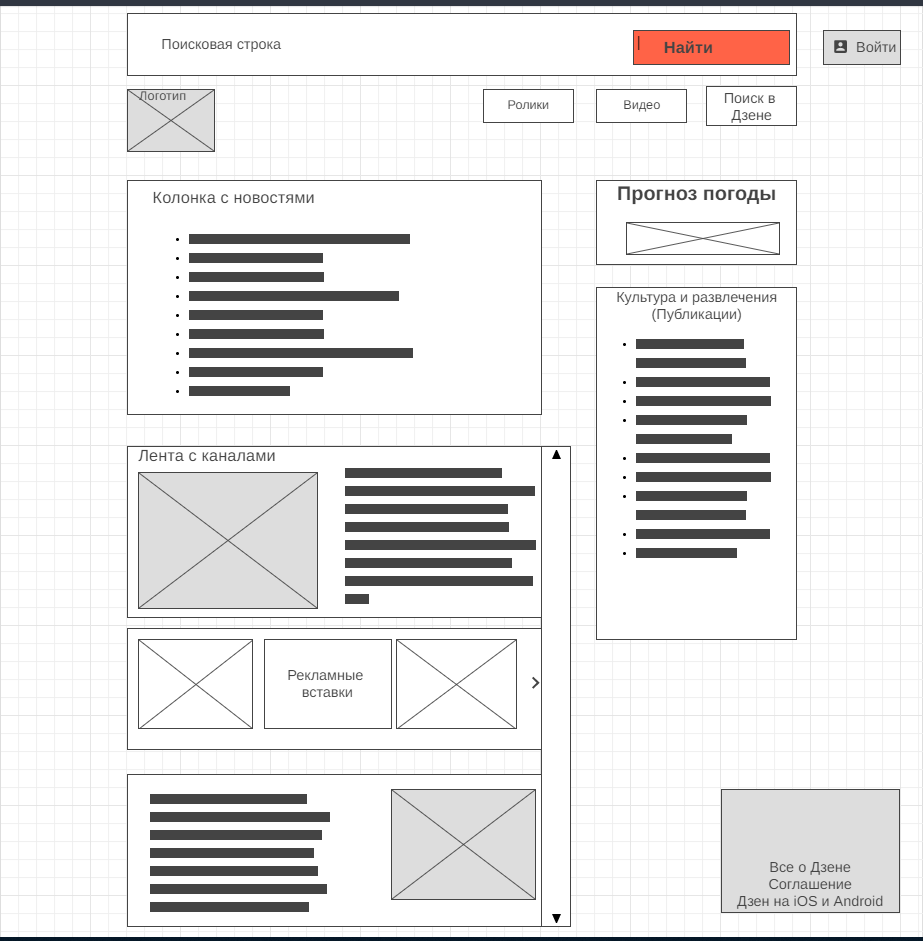 Поисковая строка
Найти
Войти
Логотип
Ролики
Видео
Поиск в
Дзене
Колонка с новостями
Прогноз погоды
Культура и развлечения
(Публикации)
Лента с каналами
Рекламные
вставки
Все о Дзене
Соглашение
Дзен на iOS и Android